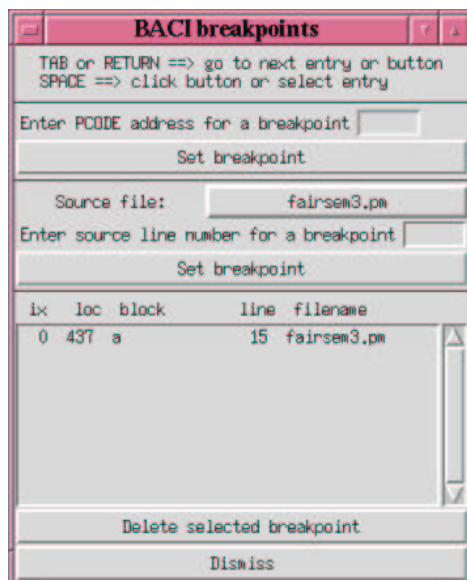 BACI breakpoints
TAB or RETURN ==> go to next entry or button
SPACE ==> click button or select entry
Enter PCODE address for a breakpoint
Set breakpoint
Source file: fairsem3.pm
Enter source line number for a breakpoint
Set breakpoint
ix loc block line filename
0 437 a 15 fairsem3.pm
Delete selected breakpoint
Dismiss